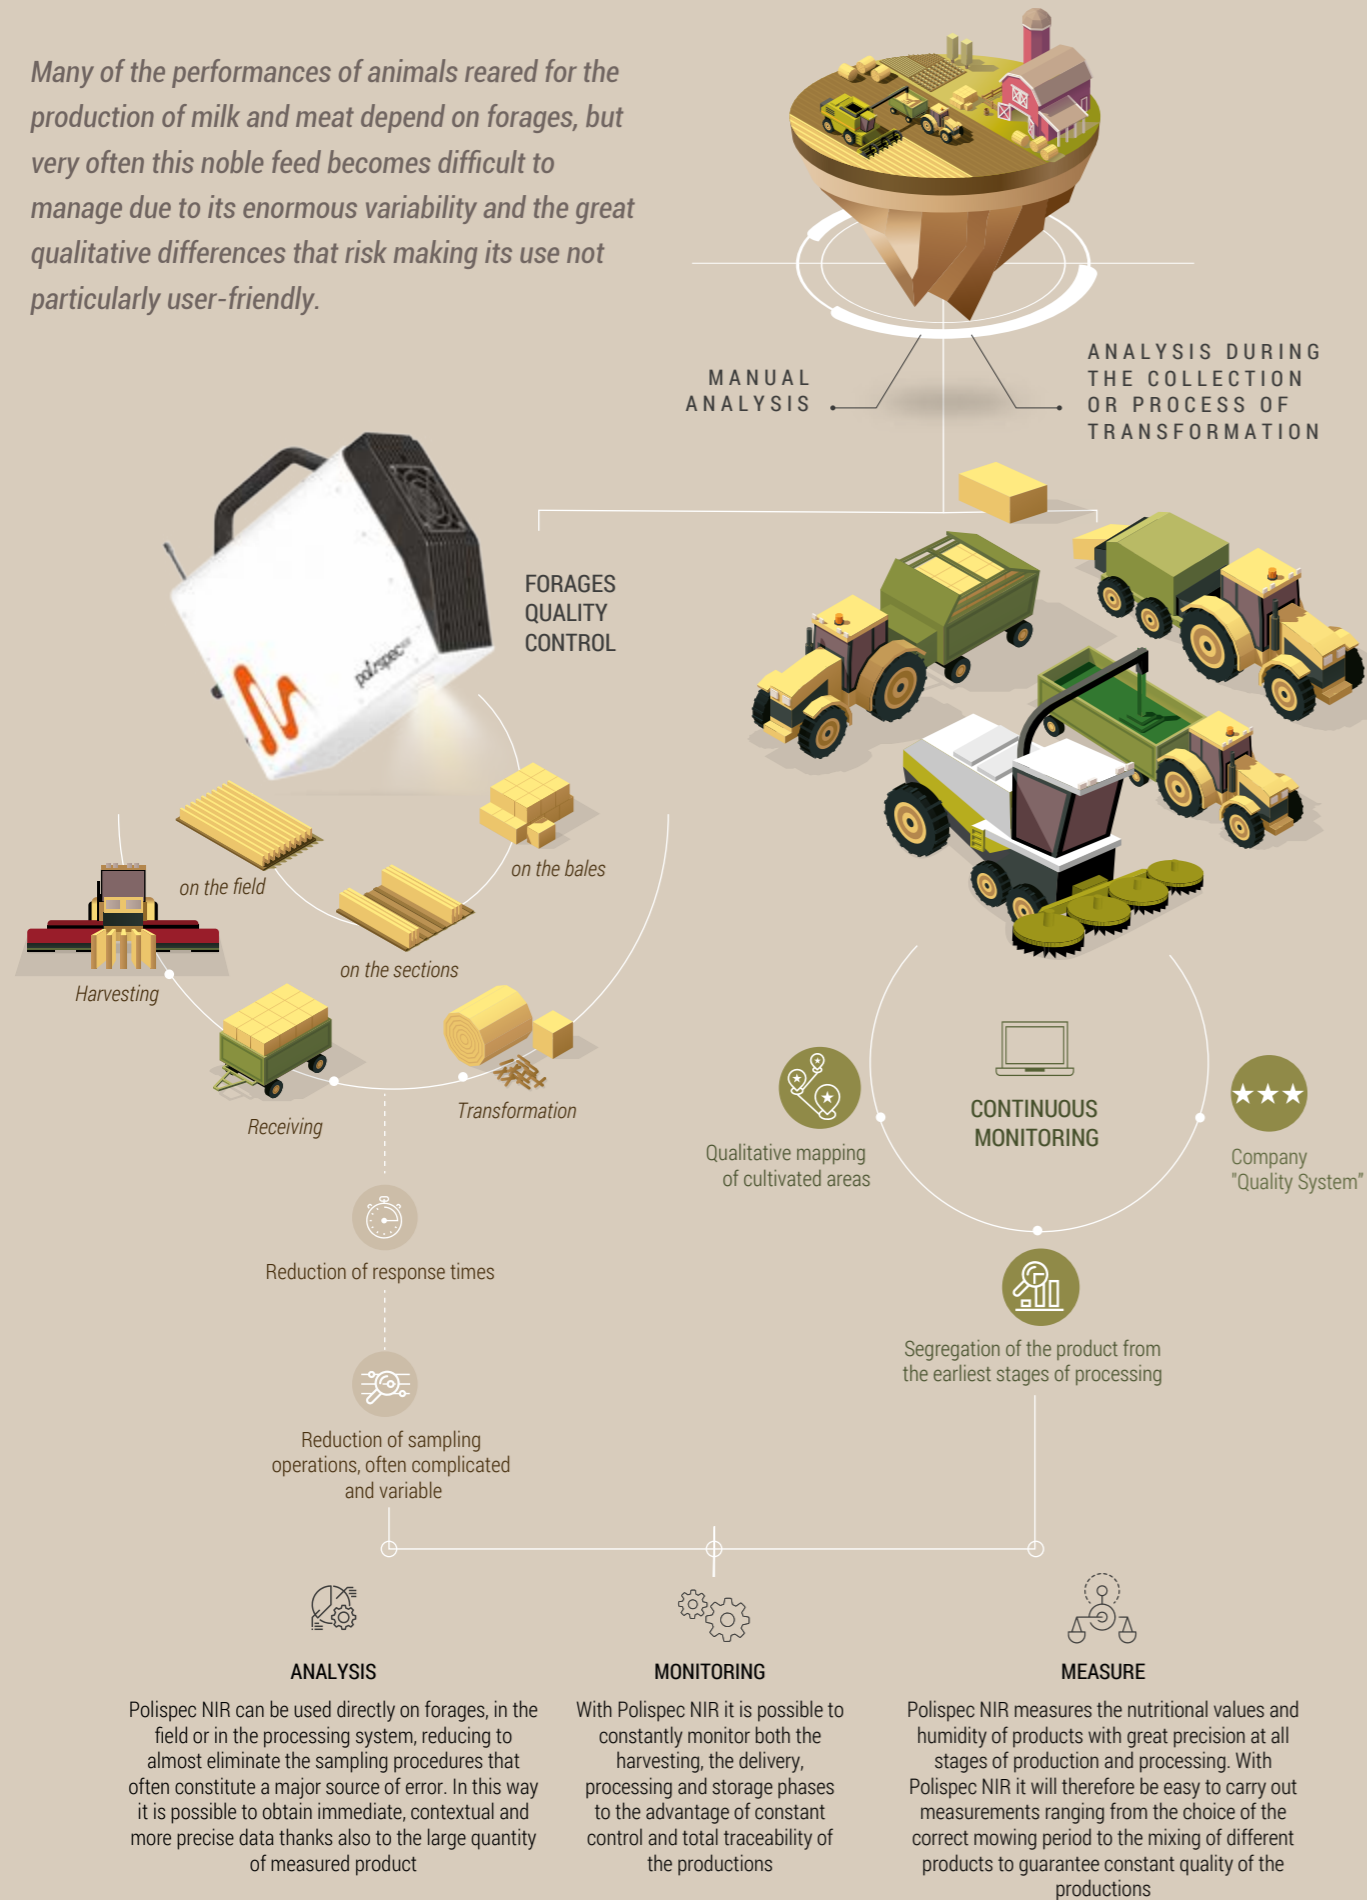 Many of the performances of animals reared for the
production of milk and meat depend on forages, but
very often this noble feed becomes difficult to
manage due to its enormous variability and the great
qualitative differences that risk making its use not
particularly user-friendly.
MANUAL
ANALYSIS
ANALYSIS DURING
THE COLLECTION
OR PROCESS OF
TRANSFORMATION
FORAGES
QUALITY
CONTROL
polispec
on the field
on the bales
on the sections
Harvesting
Receiving
Transformation
CONTINUOUS
MONITORING
Qualitative mapping
of cultivated areas
Company
"Quality System"
Reduction of response times
Segregation of the product from
the earliest stages of processing
Reduction of sampling
operations, often complicated
and variable
ANALYSIS
Polispec NIR can be used directly on forages, in the
field or in the processing system, reducing to
almost eliminate the sampling procedures that
often constitute a major source of error. In this way
it is possible to obtain immediate, contextual and
more precise data thanks also to the large quantity
of measured product
MONITORING
With Polispec NIR it is possible to
constantly monitor both the
harvesting, the delivery,
processing and storage phases
to the advantage of constant
control and total traceability of
the productions
MEASURE
Polispec NIR measures the nutritional values and
humidity of products with great precision at all
stages of production and processing. With
Polispec NIR it will therefore be easy to carry out
measurements ranging from the choice of the
correct mowing period to the mixing of different
products to guarantee constant quality of the
productions